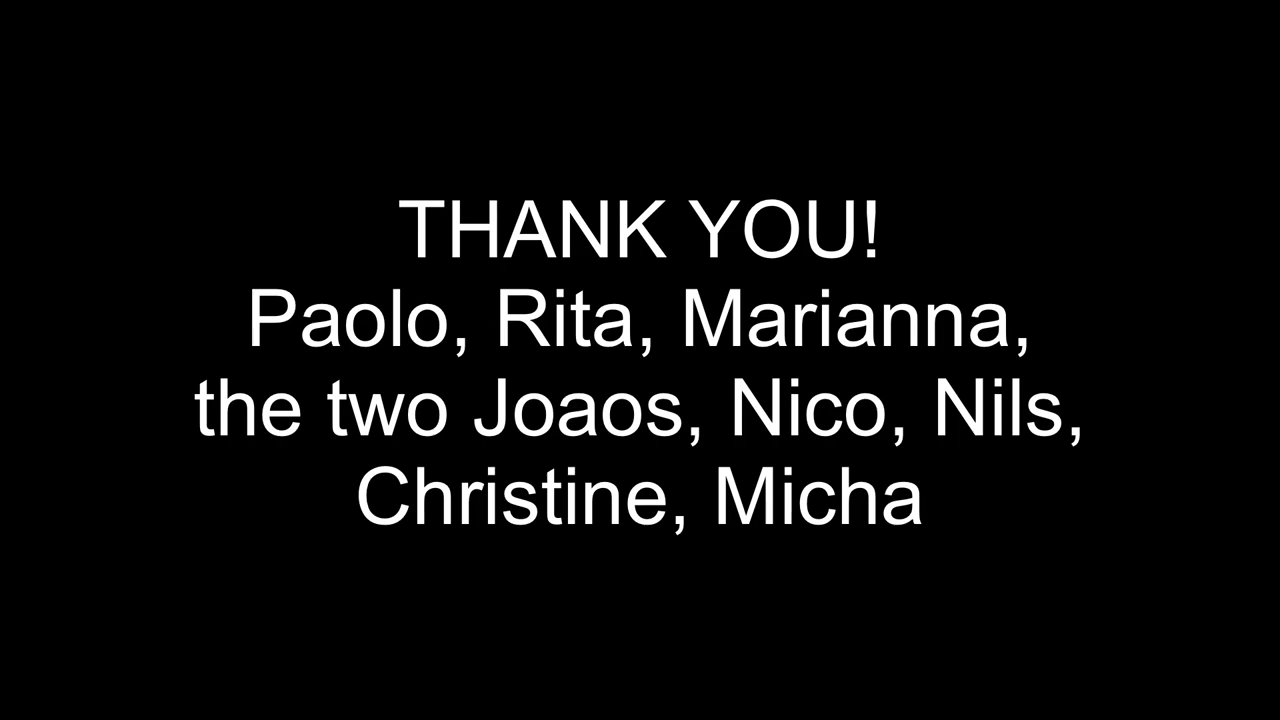 THANK YOU!
Paolo, Rita, Marianna,
the two Joaos, Nico, Nils,
Christine, Micha